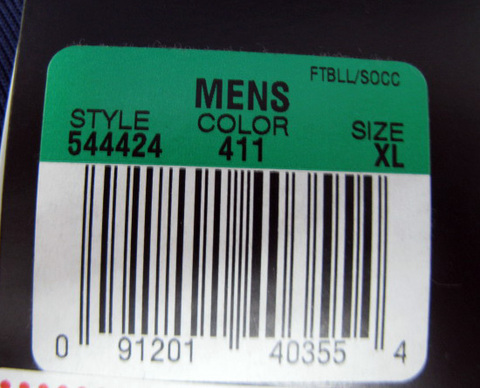 FTBLL/SOCC
MENS
STYLE COLOR SIZE
544424 411 XL
0 91201 40355 4